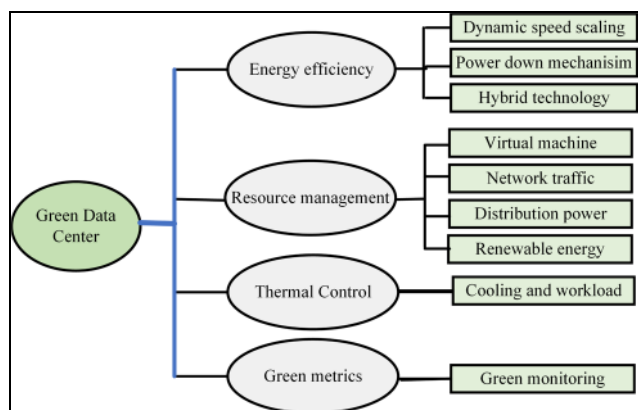 Dynamic speed scaling
Energy efficiency
Power down mechanisim
Hybrid technology
Virtual machine
Network traffic
Resource management
Distribution power
Renewable energy
Green Data
Center
Thermal Control
Cooling and workload
Green metrics
Green monitoring